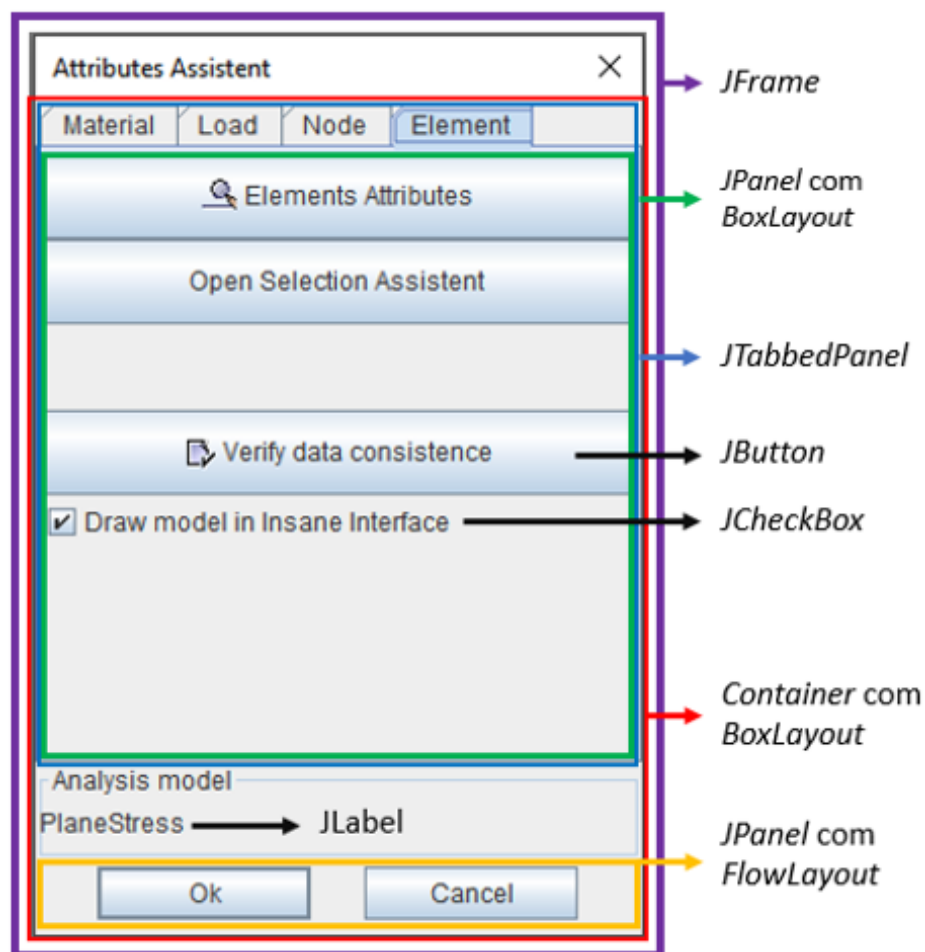 Attributes Assistent
JFrame
Material Load Node Element
Elements Attributes
JPanel com
BoxLayout
Open Selection Assistent
JTabbedPanel
Verify data consistence
JButton
Draw model in Insane Interface
JCheckBox
Container com
BoxLayout
Analysis model
PlaneStress
JLabel
JPanel com
FlowLayout
Ok Cancel